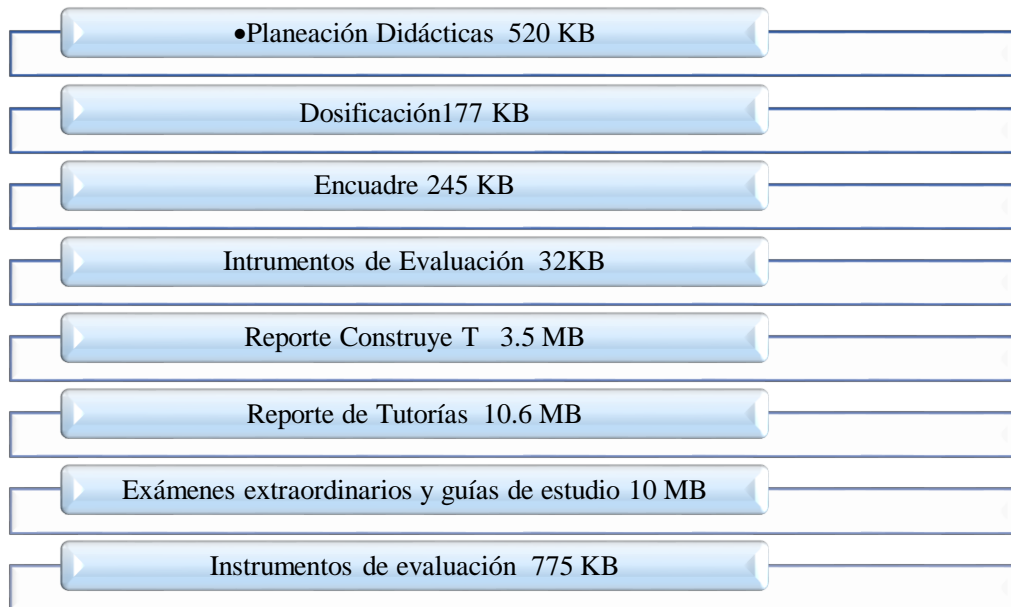 •Planeación Didácticas 520 KB
Dosificación177 KB
Encuadre 245 KB
Intrumentos de Evaluación 32KB
Reporte Construye T 3.5 MB
Reporte de Tutorías 10.6 MB
Exámenes extraordinarios y guías de estudio 10 MB
Instrumentos de evaluación 775 KB